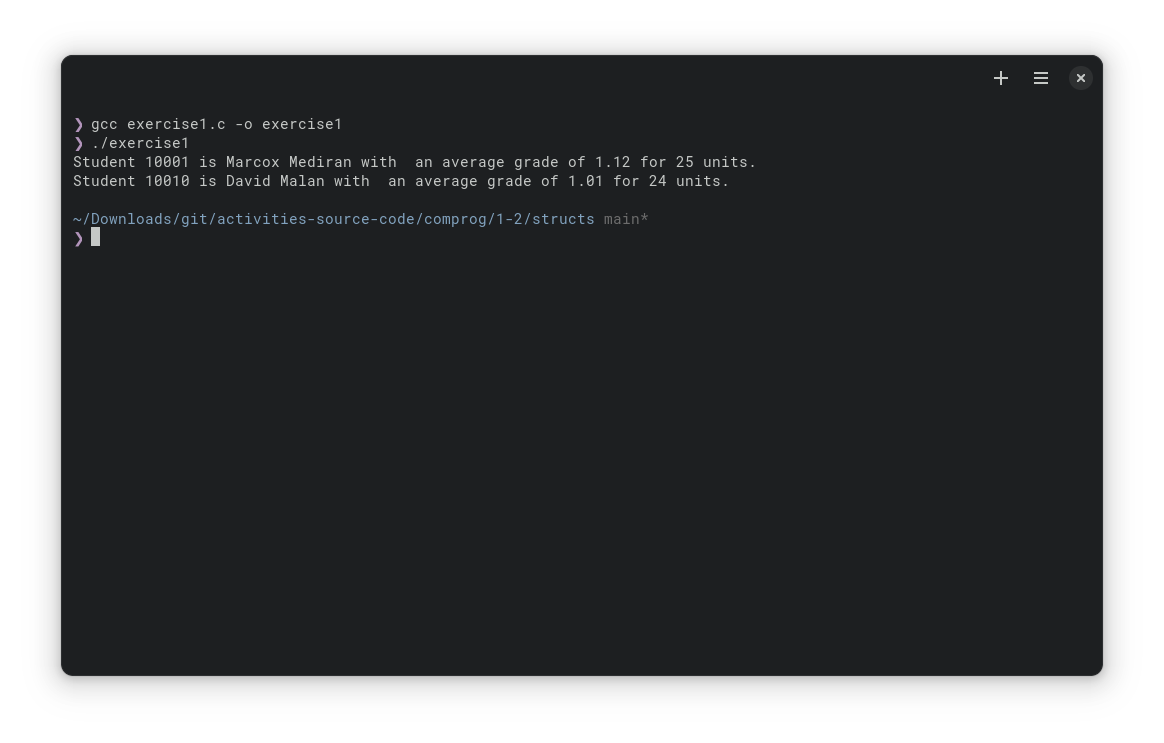 ❯ gcc exercise1.c -o exercise1
❯ ./exercise1
Student 10001 is Marcox Mediran with  an average grade of 1.12 for 25 units.
Student 10010 is David Malan with  an average grade of 1.01 for 24 units.
~/Downloads/git/activities-source-code/comprog/1-2/structs main*
❯